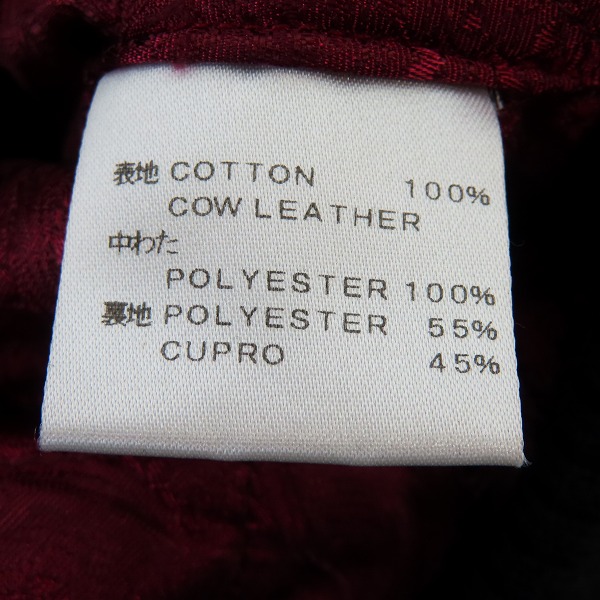 表地 COTTON 100%
COW LEATHER
中わた
POLYESTER 100%
裏地 POLYESTER 55%
CUPRO 45%